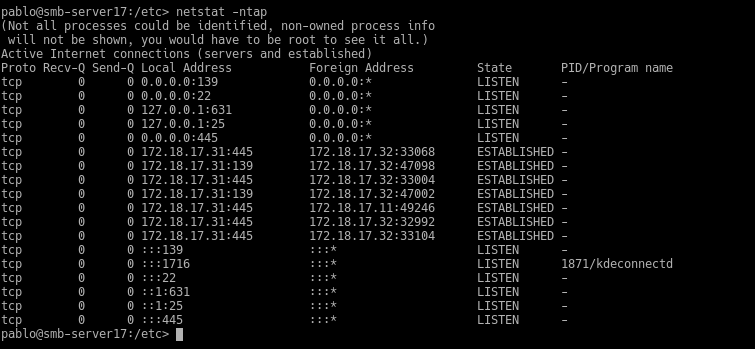 pablo@smb-server17:/etc> netstat -ntap
(Not all processes could be identified, non-owned process info
 will not be shown, you would have to be root to see it all.)
Active Internet connections (servers and established)
Proto Recv-Q Send-Q Local Address           Foreign Address         State       PID/Program name
tcp        0      0 0.0.0.0:139             0.0.0.0:*               LISTEN      -
tcp        0      0 0.0.0.0:22              0.0.0.0:*               LISTEN      -
tcp        0      0 127.0.0.1:631           0.0.0.0:*               LISTEN      -
tcp        0      0 127.0.0.1:25            0.0.0.0:*               LISTEN      -
tcp        0      0 0.0.0.0:445             0.0.0.0:*               LISTEN      -
tcp        0      0 172.18.17.31:445        172.18.17.32:33068      ESTABLISHED -
tcp        0      0 172.18.17.31:139        172.18.17.32:47098      ESTABLISHED -
tcp        0      0 172.18.17.31:445        172.18.17.32:33004      ESTABLISHED -
tcp        0      0 172.18.17.31:139        172.18.17.32:47002      ESTABLISHED -
tcp        0      0 172.18.17.31:445        172.18.17.11:49246      ESTABLISHED -
tcp        0      0 172.18.17.31:445        172.18.17.32:32992      ESTABLISHED -
tcp        0      0 172.18.17.31:445        172.18.17.32:33104      ESTABLISHED -
tcp        0      0 :::139                  :::*                    LISTEN      -
tcp        0      0 :::1716                 :::*                    LISTEN      1871/kdeconnectd
tcp        0      0 :::22                   :::*                    LISTEN      -
tcp        0      0 ::1:631                 :::*                    LISTEN      -
tcp        0      0 ::1:25                  :::*                    LISTEN      -
tcp        0      0 :::445                  :::*                    LISTEN      -
pablo@smb-server17:/etc>